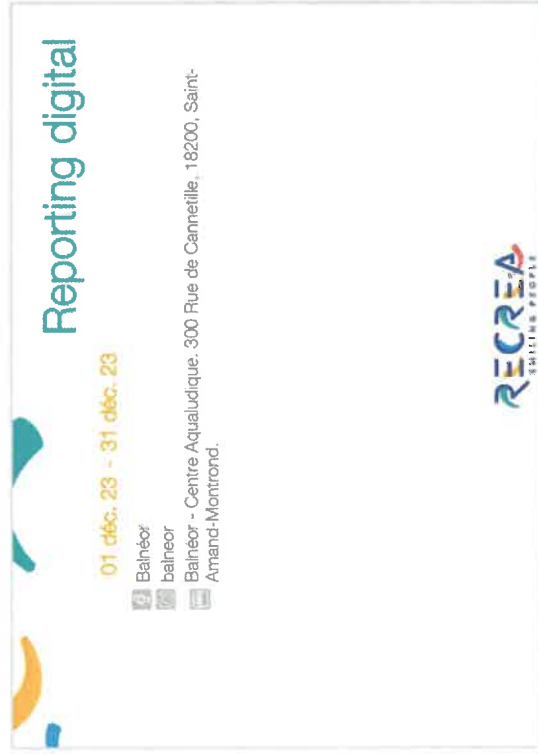 Reporting digital
01 déc. 23 - 31 déc. 23
Balnéor
balneor
Balnéor - Centre Aqualudique. 300 Rue de Cannetille, 18200, Saint-
Amand-Montrond.
RECREA
SMILING PEOPLE